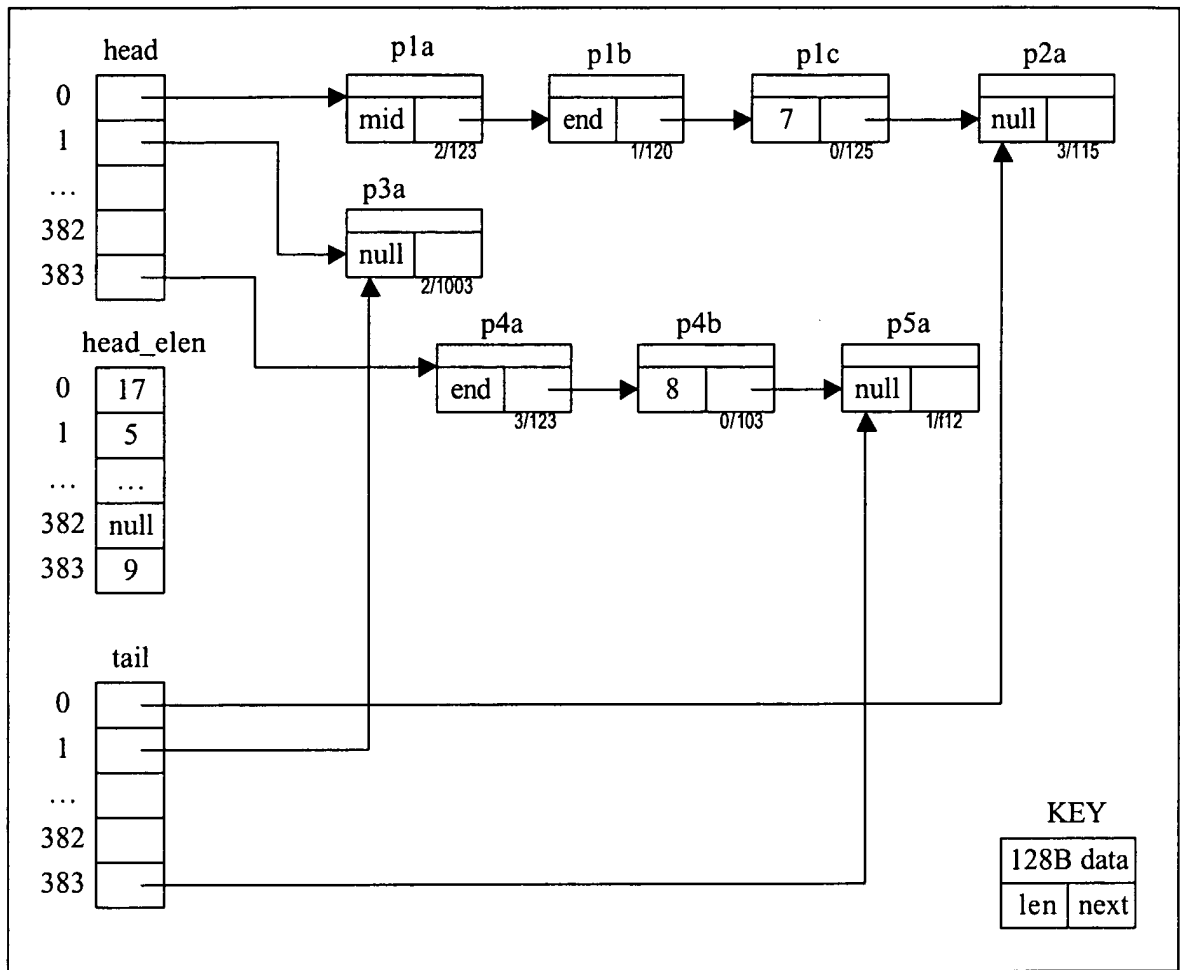 head
p1a
p1b
p1c
p2a
0
1
...
382
383
mid
2/123
end
1/120
7
0/125
null
3/115
p3a
null
2/1003
p4a
p4b
p5a
end
3/123
8
0/103
null
1/f12
head_elen
0
17
1
5
...
...
382
null
383
9
tail
0
1
...
382
383
KEY
128B data
len
next